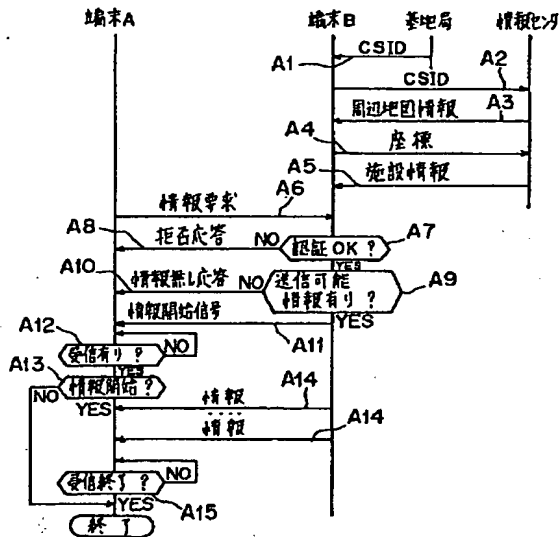 端末A 端末B 基地局 情報センタ
A1 CSID
CSID A2
周辺地図情報 A3
A4 座標
A5 施設情報
情報要求 A6
A8 拒否応答 NO 認証OK? A7
YES
A10 情報無し応答 NO 送信可能 A9
情報有り?
情報開始信号 YES
A12 A11
受信有り? NO
A13 YES
NO 情報開始? 情報 A14
YES
情報 A14
NO
受信終了?
YES A15
終了